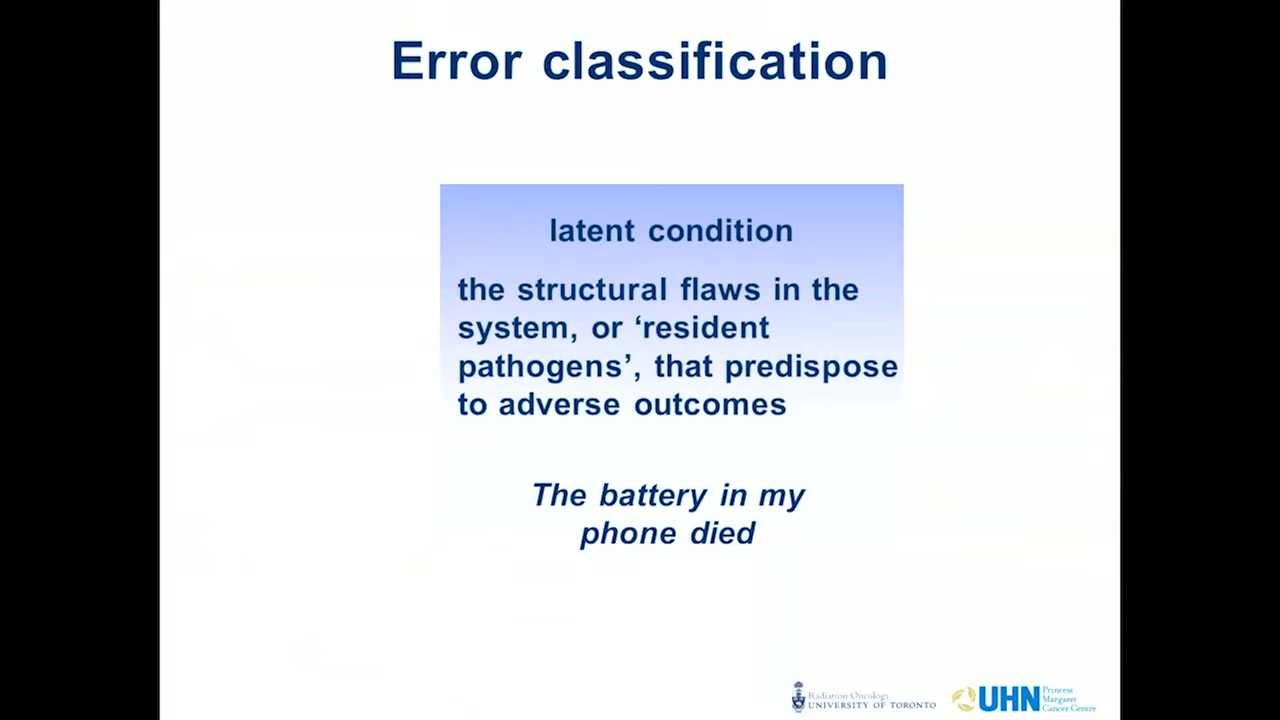 Error classification
latent condition
the structural flaws in the
system, or ‘resident
pathogens’, that predispose
to adverse outcomes
The battery in my
phone died
Radiation Oncology
UNIVERSITY OF TORONTO
UHN
Princess
Margaret
Cancer Centre